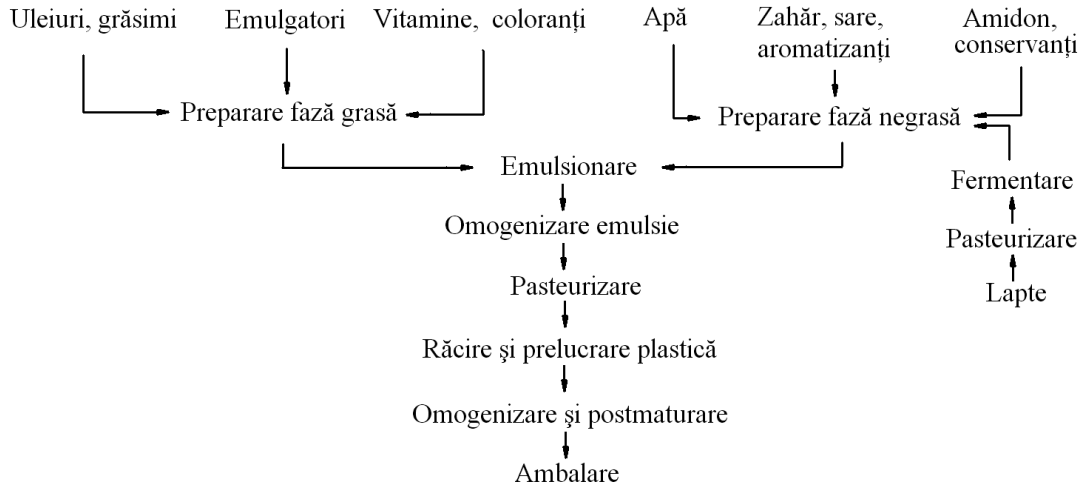 Uleiuri, grăsimi
Emulgatori
Vitamine, coloranți
Apă
Zahăr, sare,
aromatizanți
Amidon,
conservanți
Preparare fază grasă
Preparare fază negrasă
Emulsionare
Fermentare
Omogenizare emulsie
Pasteurizare
Pasteurizare
Lapte
Răcire şi prelucrare plastică
Omogenizare şi postmaturare
Ambalare